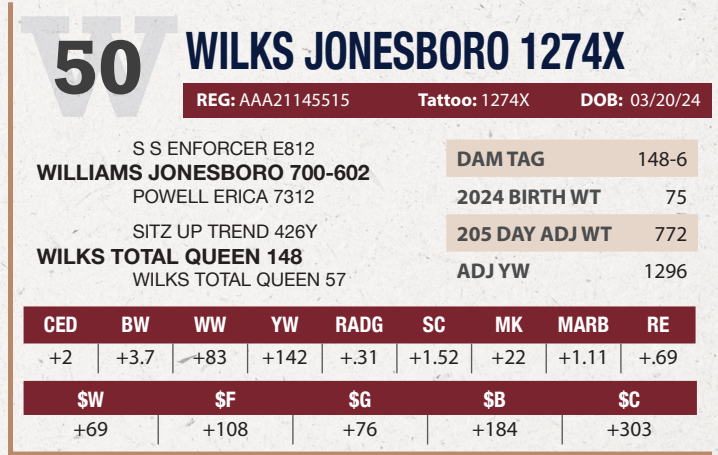 W
50
WILKS JONESBORO 1274X
REG: AAA21145515 Tattoo: 1274X DOB: 03/20/24
S S ENFORCER E812
WILLIAMS JONESBORO 700-602
POWELL ERICA 7312
SITZ UP TREND 426Y
WILKS TOTAL QUEEN 148
WILKS TOTAL QUEEN 57
DAM TAG 148-6
2024 BIRTH WT 75
205 DAY ADJ WT 772
ADJ YW 1296
CED BW WW YW RADG SC MK MARB RE
+2 +3.7 +83 +142 +.31 +1.52 +22 +1.11 +.69
$W $F $G $B $C
+69 +108 +76 +184 +303